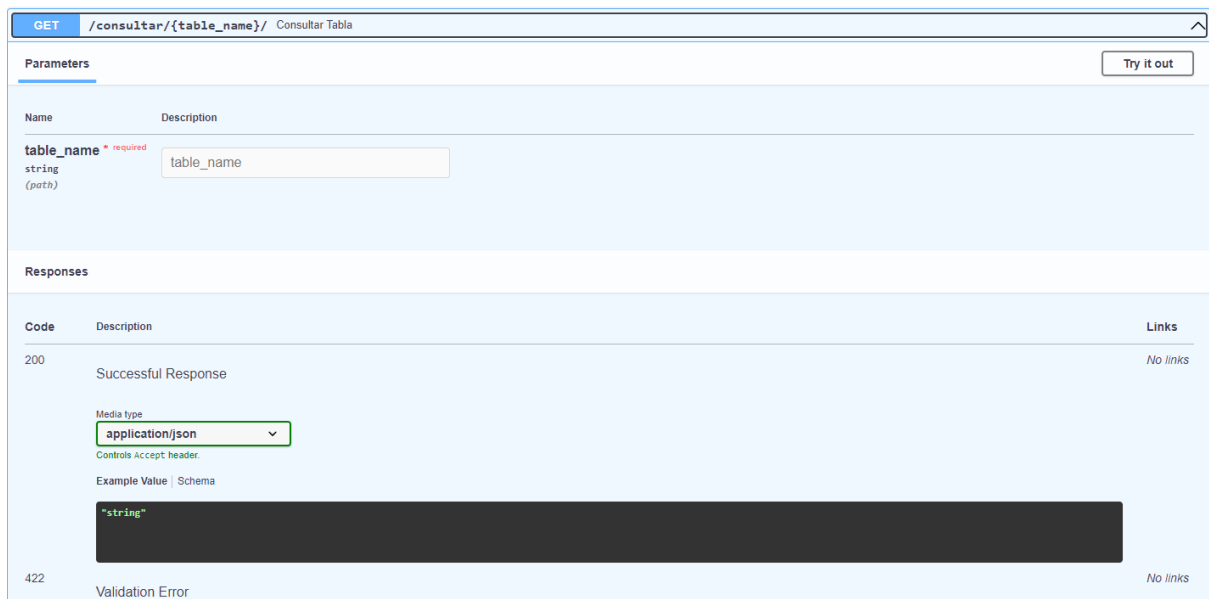 GET /consultar/{table_name}/ Consultar Tabla
Parameters
Try it out
Name Description
table_name * required
string
(path)
table_name
Responses
Code Description Links
200 No links
Successful Response
Media type
application/json
Controls Accept header.
Example Value Schema
"string"
422 No links
Validation Error